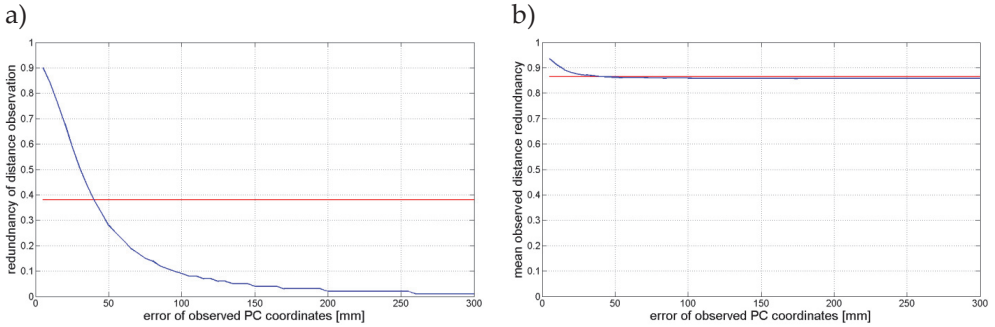 a)
b)
1
0.9
0.8
0.7
0.6
0.5
0.4
0.3
0.2
0.1
0
redundnancy of distance observation
0 50 100 150 200 250 300
error of observed PC coordinates [mm]
1
0.9
0.8
0.7
0.6
0.5
0.4
0.3
0.2
0.1
0
mean observed distance redundnancy
0 50 100 150 200 250 300
error of observed PC coordinates [mm]